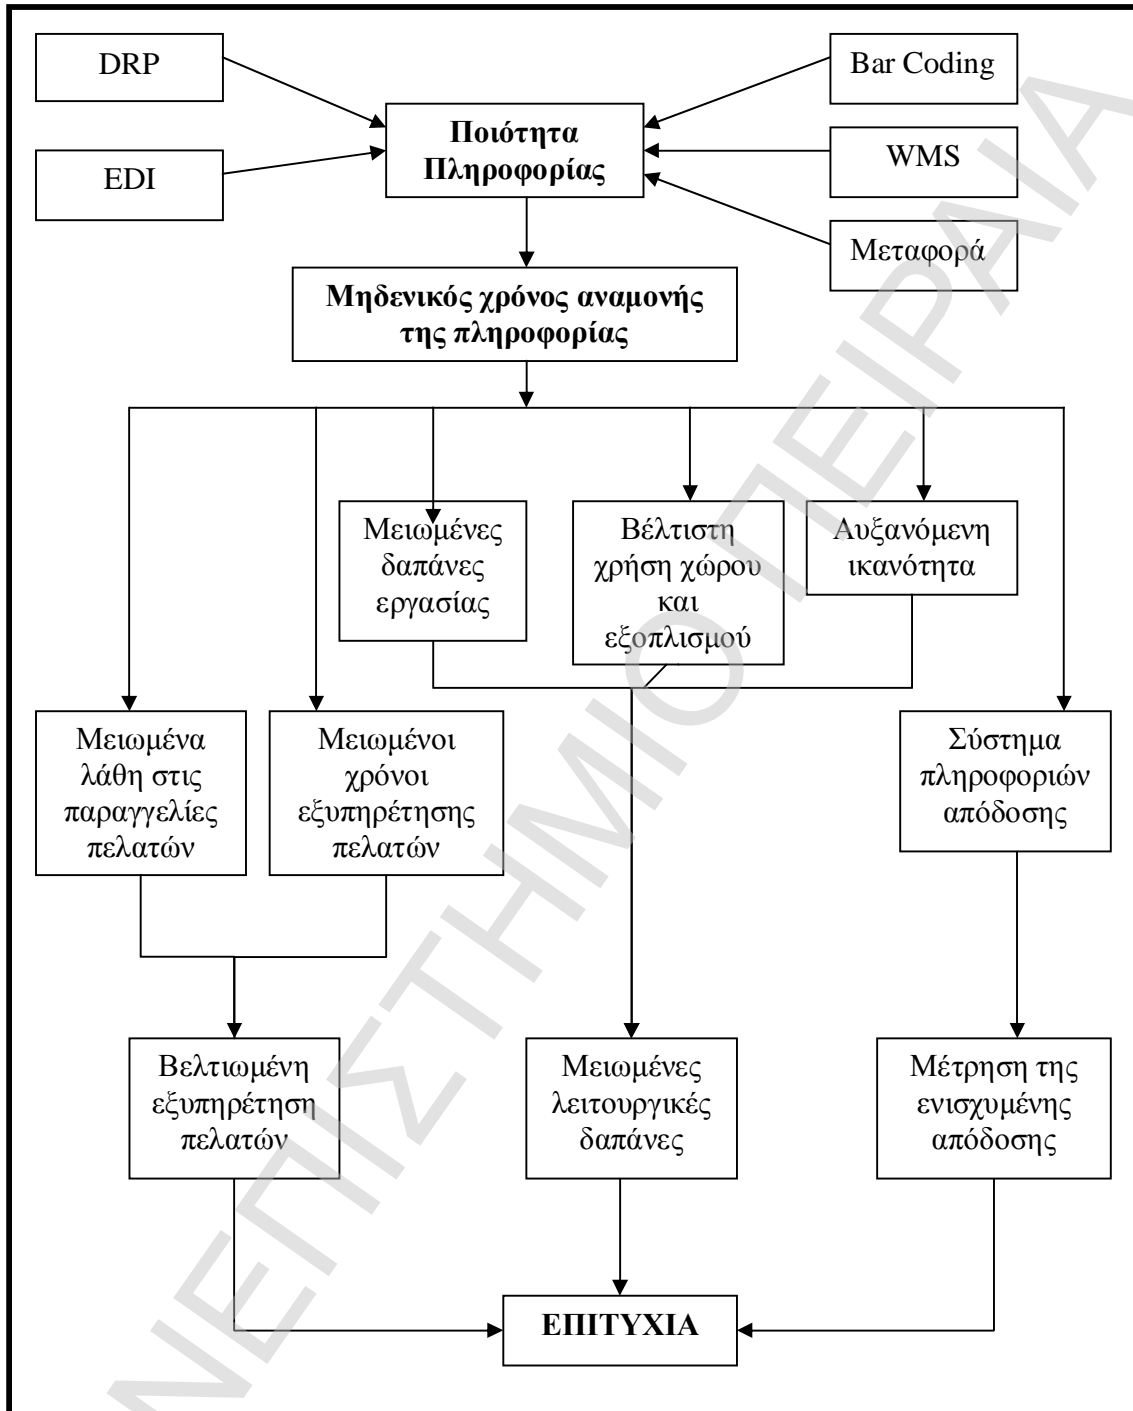 DRP
Bar Coding
Ποιότητα
Πληροφορίας
WMS
EDI
Μεταφορά
Μηδενικός χρόνος αναμονής
της πληροφορίας
Μειωμένες
δαπάνες
εργασίας
Βέλτιστη
χρήση χώρου
και
εξοπλισμού
Αυξανόμενη
ικανότητα
Μειωμένα
λάθη στις
παραγγελίες
πελατών
Μειωμένοι
χρόνοι
εξυπηρέτησης
πελατών
Σύστημα
πληροφοριών
απόδοσης
Βελτιωμένη
εξυπηρέτηση
πελατών
Μειωμένες
λειτουργικές
δαπάνες
Μέτρηση της
ενισχυμένης
απόδοσης
ΕΠΙΤΥΧΙΑ
ΝΕΠΙΣΤΗΜΙΟ ΠΕΙΡΑΙΑ